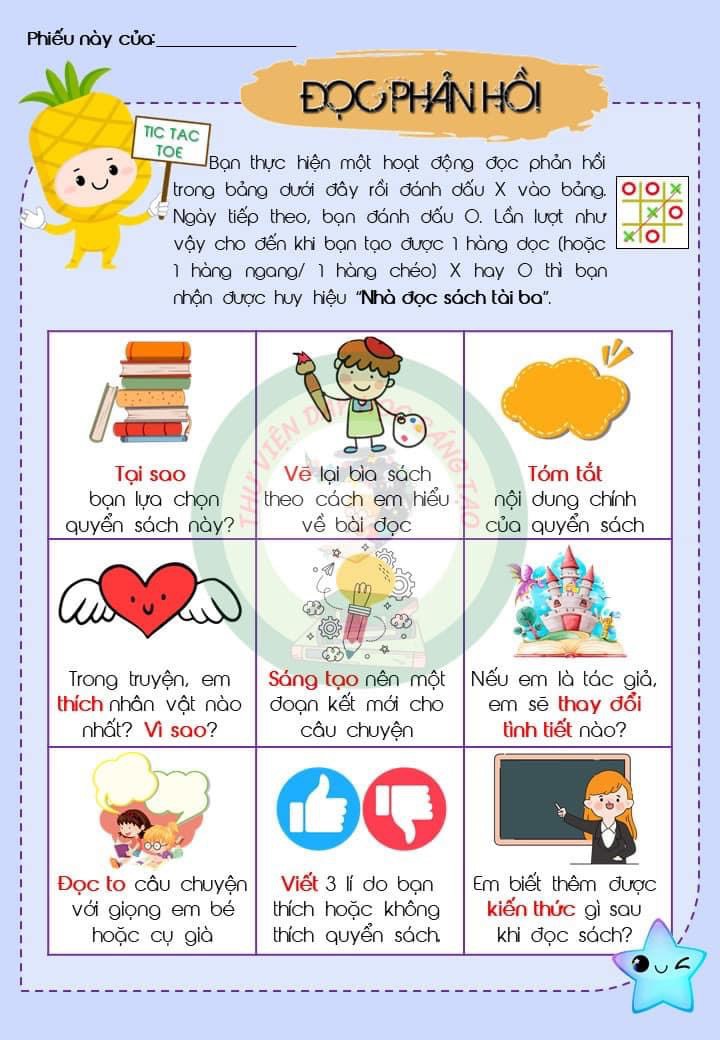 Phiếu này của:
ĐỌC PHẢN HỒI
TIC TAC
TOE
Bạn thực hiện một hoạt động đọc phản hồi
trong bảng dưới đây rồi đánh dấu X vào bảng.
Ngày tiếp theo, bạn đánh dấu O. Lần lượt như
vậy cho đến khi bạn tạo được 1 hàng dọc (hoặc
1 hàng ngang/ 1 hàng chéo) X hay O thì bạn
nhận được huy hiệu “Nhà đọc sách tài ba”.
O O X
X O
X O
Tại sao
bạn lựa chọn
quyển sách này?
Vẽ lại bìa sách
theo cách em hiểu
về bài đọc
Tóm tắt
nội dung chính
của quyển sách
THƯ VIỆN DẠY HỌC SÁNG TẠO
Trong truyện, em
thích nhân vật nào
nhất? Vì sao?
Sáng tạo nên một
đoạn kết mới cho
câu chuyện
Nếu em là tác giả,
em sẽ thay đổi
tình tiết nào?
Đọc to câu chuyện
với giọng em bé
hoặc cụ già
Viết 3 lí do bạn
thích hoặc không
thích quyển sách.
Em biết thêm được
kiến thức gì sau
khi đọc sách?